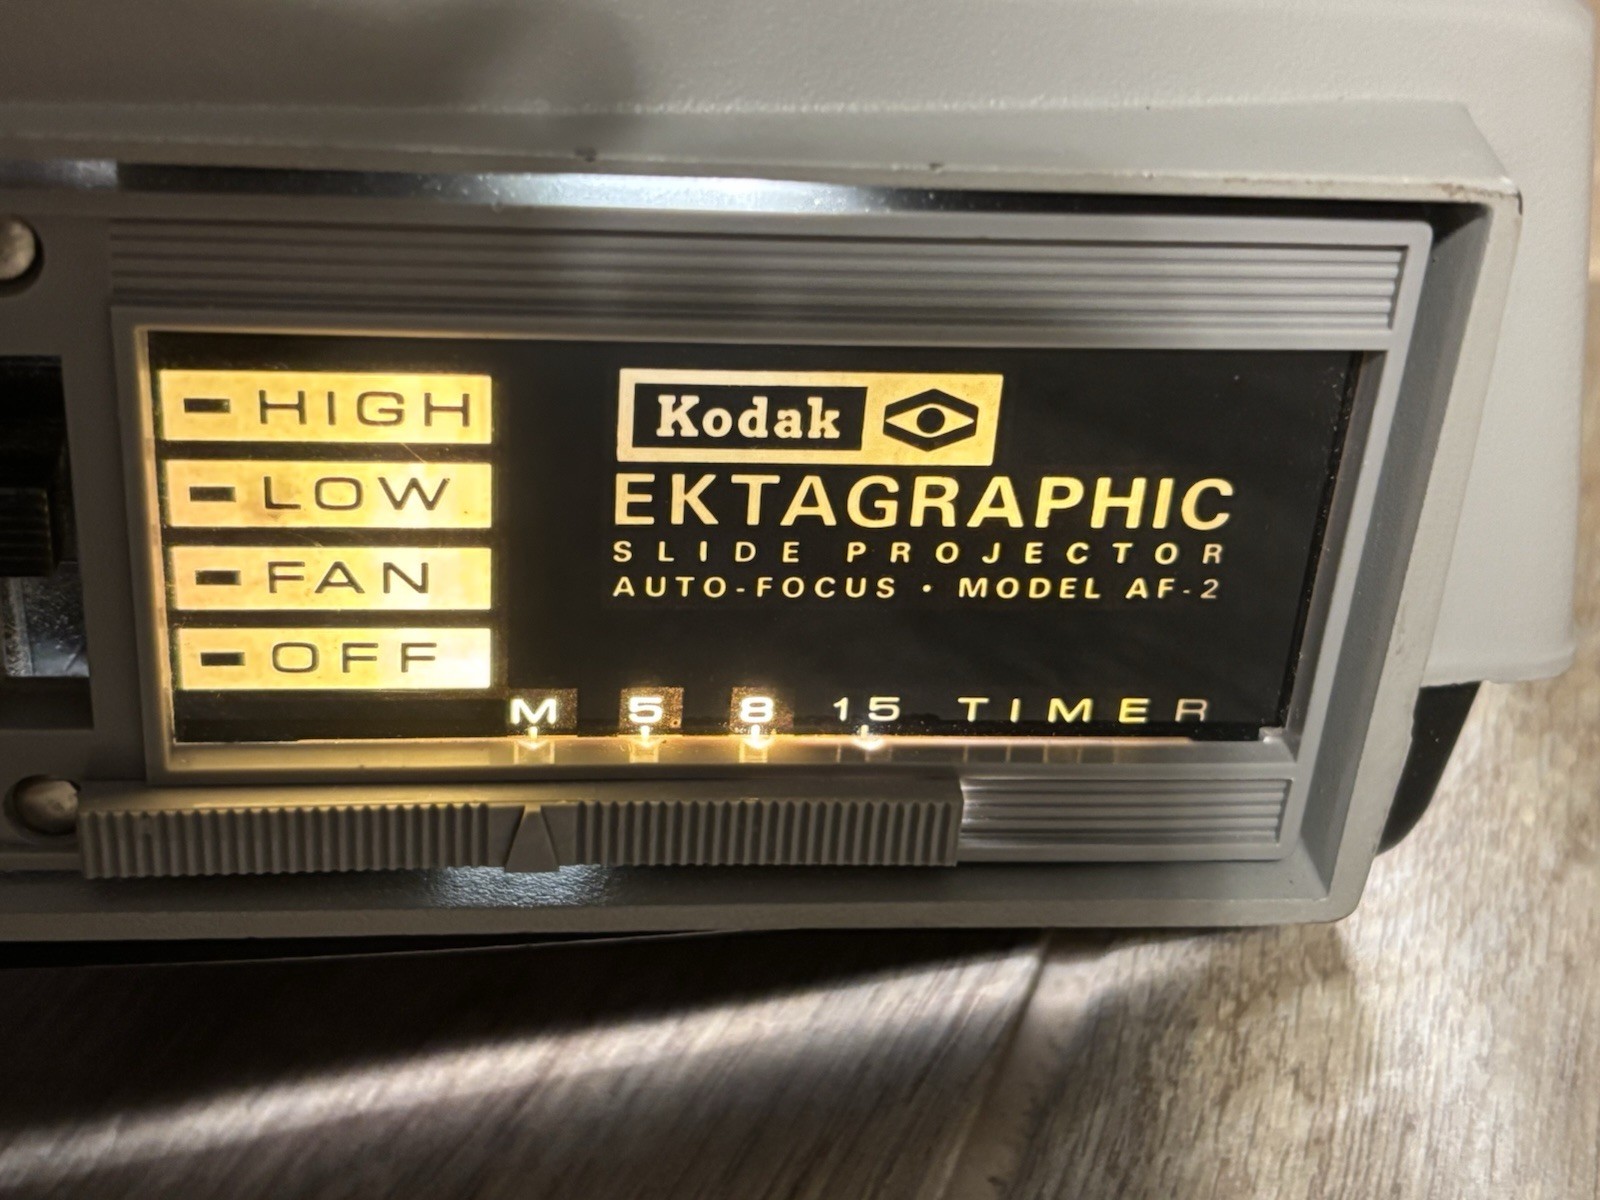 - HIGH
- LOW
- FAN
- OFF
Kodak
EKTAGRAPHIC
SLIDE PROJECTOR
AUTO-FOCUS · MODEL AF-2
M 5 8 15 TIMER